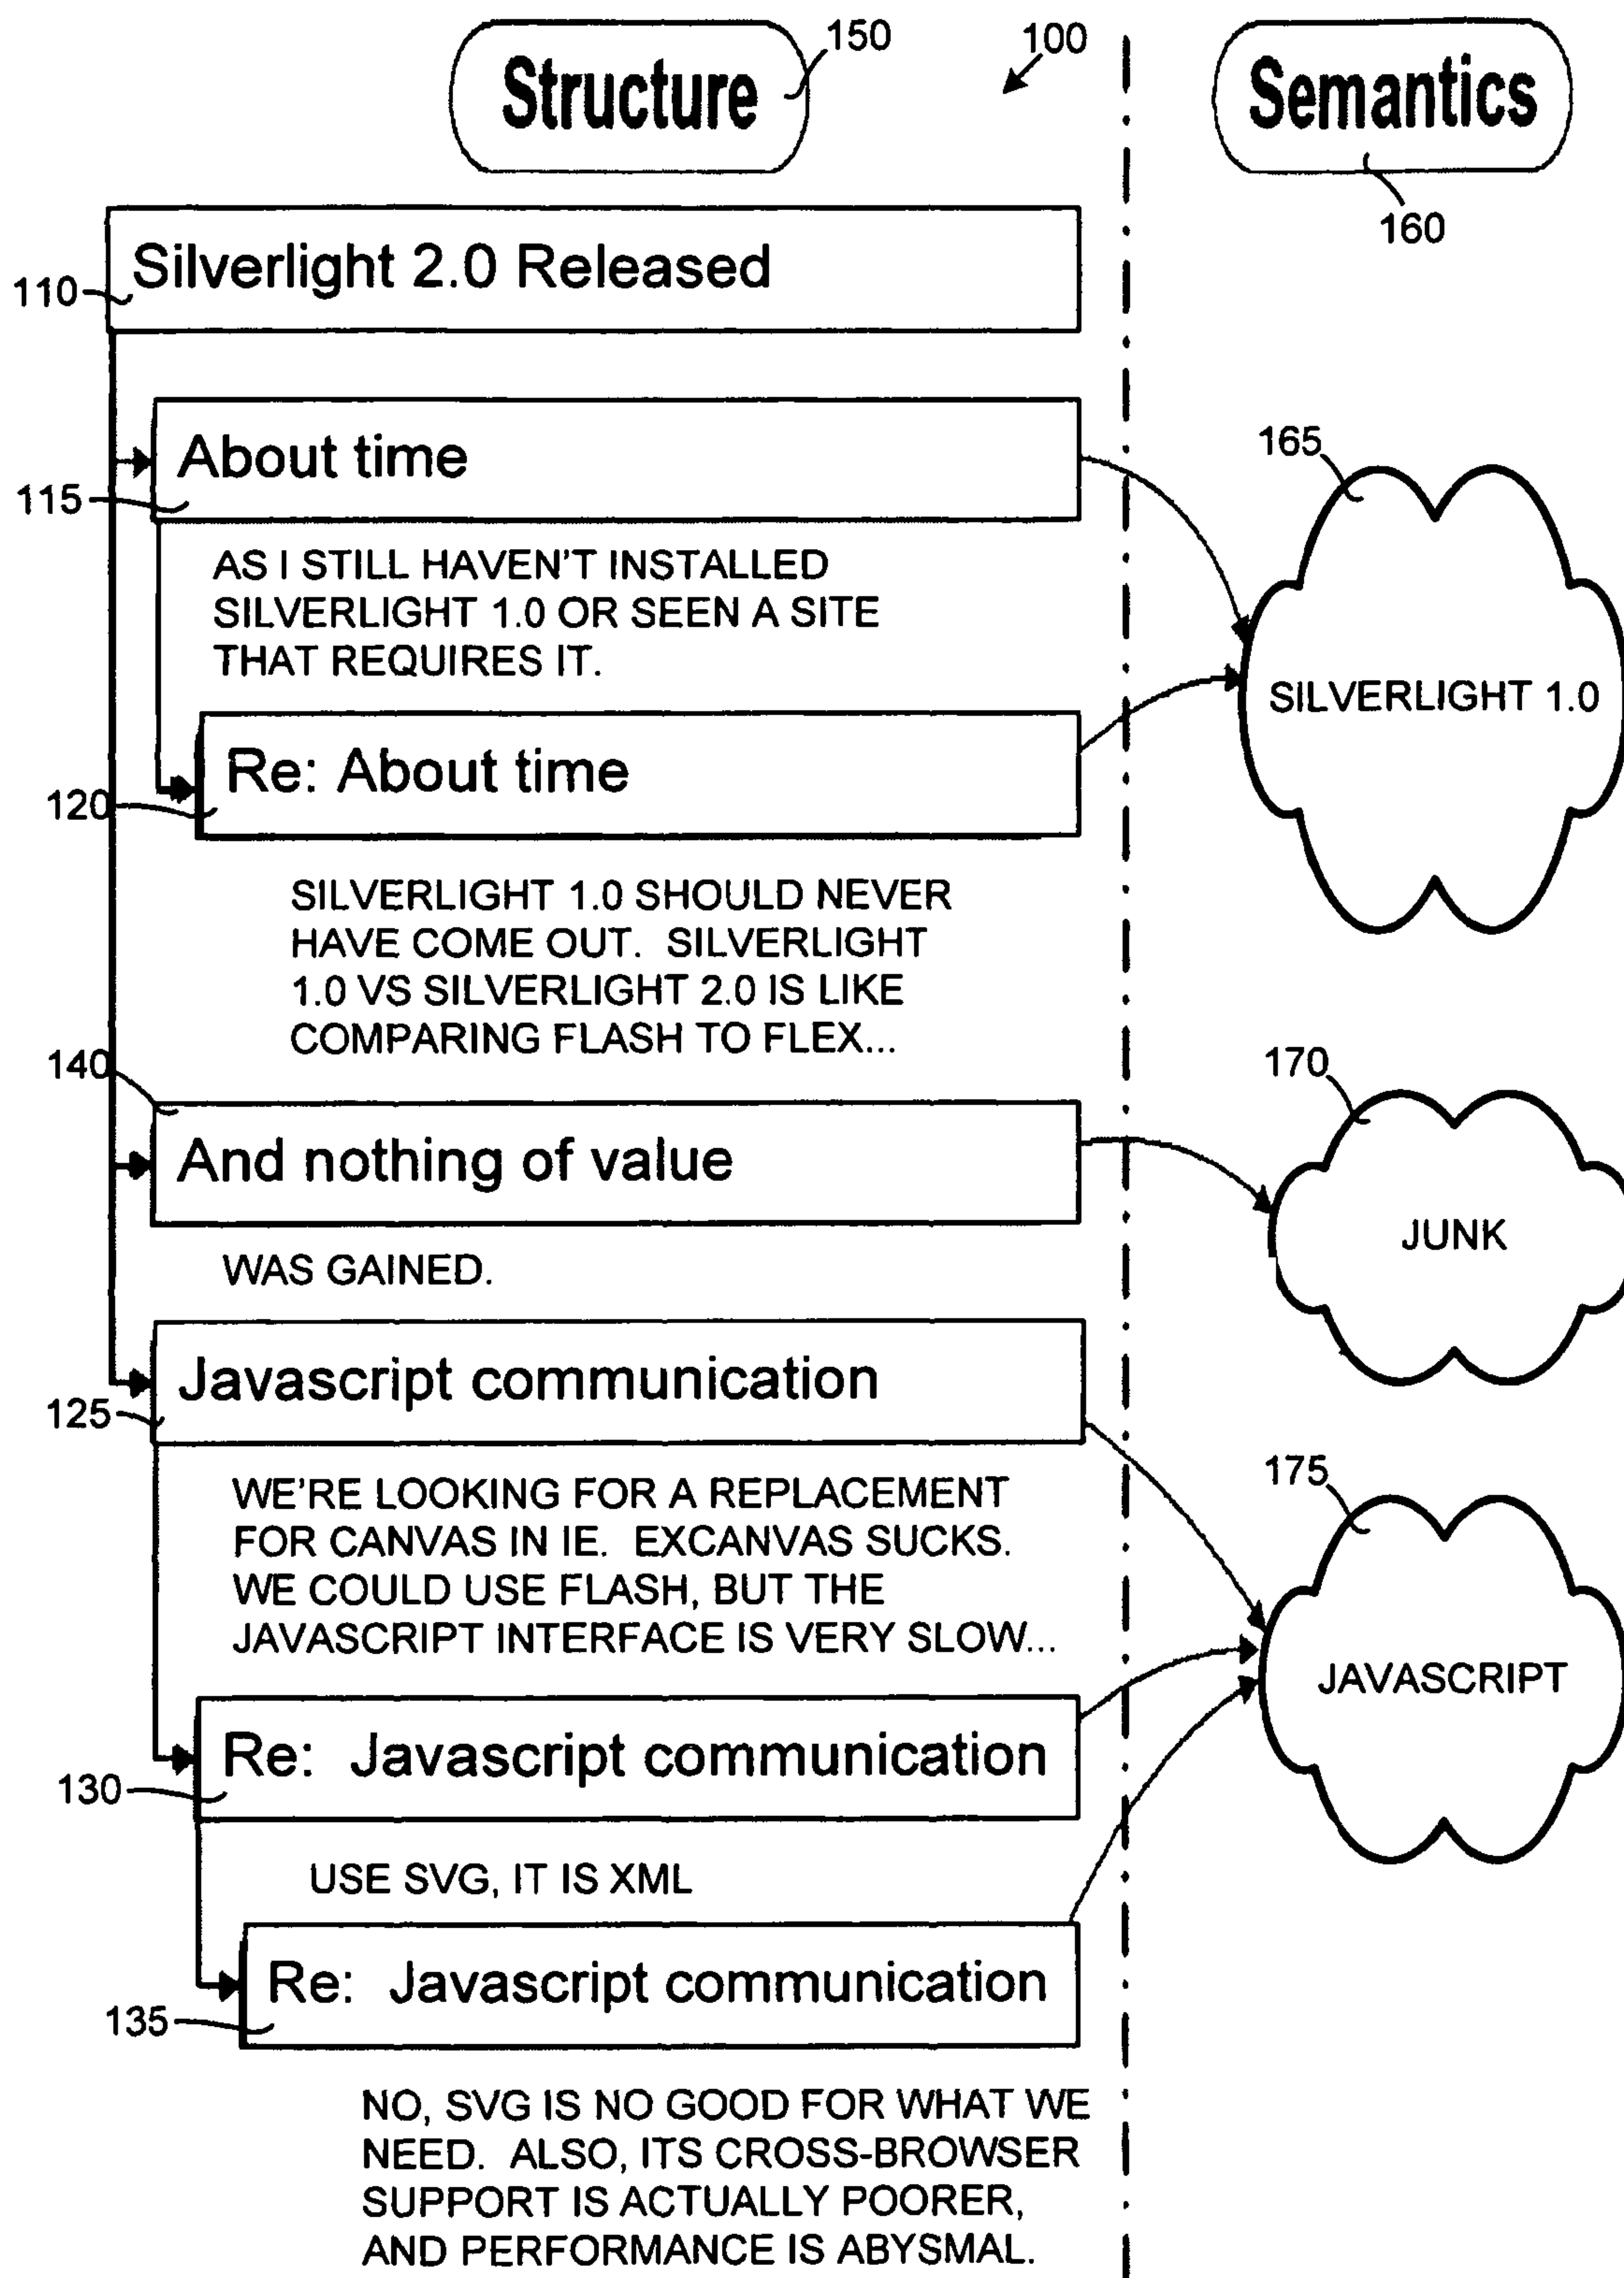 Structure
150
100
Semantics
160
Silverlight 2.0 Released
110
About time
115
165
AS I STILL HAVEN'T INSTALLED
SILVERLIGHT 1.0 OR SEEN A SITE
THAT REQUIRES IT.
SILVERLIGHT 1.0
Re: About time
120
SILVERLIGHT 1.0 SHOULD NEVER
HAVE COME OUT. SILVERLIGHT
1.0 VS SILVERLIGHT 2.0 IS LIKE
COMPARING FLASH TO FLEX...
140
170
And nothing of value
JUNK
WAS GAINED.
Javascript communication
125
175
WE'RE LOOKING FOR A REPLACEMENT
FOR CANVAS IN IE. EXCANVAS SUCKS.
WE COULD USE FLASH, BUT THE
JAVASCRIPT INTERFACE IS VERY SLOW...
JAVASCRIPT
Re: Javascript communication
130
USE SVG, IT IS XML
Re: Javascript communication
135
NO, SVG IS NO GOOD FOR WHAT WE
NEED. ALSO, ITS CROSS-BROWSER
SUPPORT IS ACTUALLY POORER,
AND PERFORMANCE IS ABYSMAL.